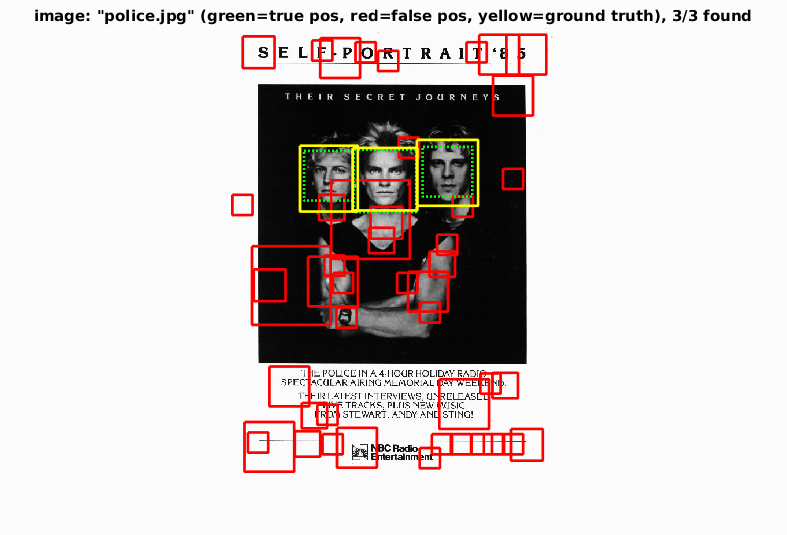 image: "police.jpg" (green=true pos, red=false pos, yellow=ground truth), 3/3 found
SELF-PORTRAIT '85
THEIR SECRET JOURNEYS
THE POLICE IN A 4-HOUR HOLIDAY RADIO
SPECTACULAR AIRING MEMORIAL DAY WEEKEND.
THEIR LATEST INTERVIEWS, UNRELEASED
LIVE TRACKS, PLUS NEW MUSIC
FROM STEWART, ANDY AND STING!
NBC Radio
Entertainment